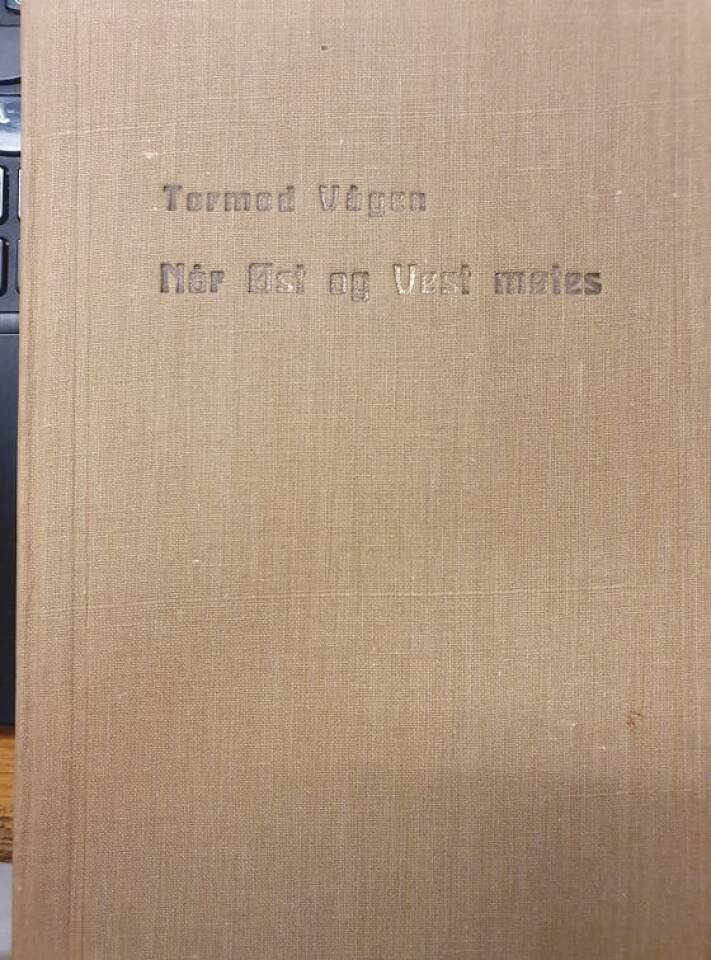 Tormod Vågen
Når Øst og Vest møtes